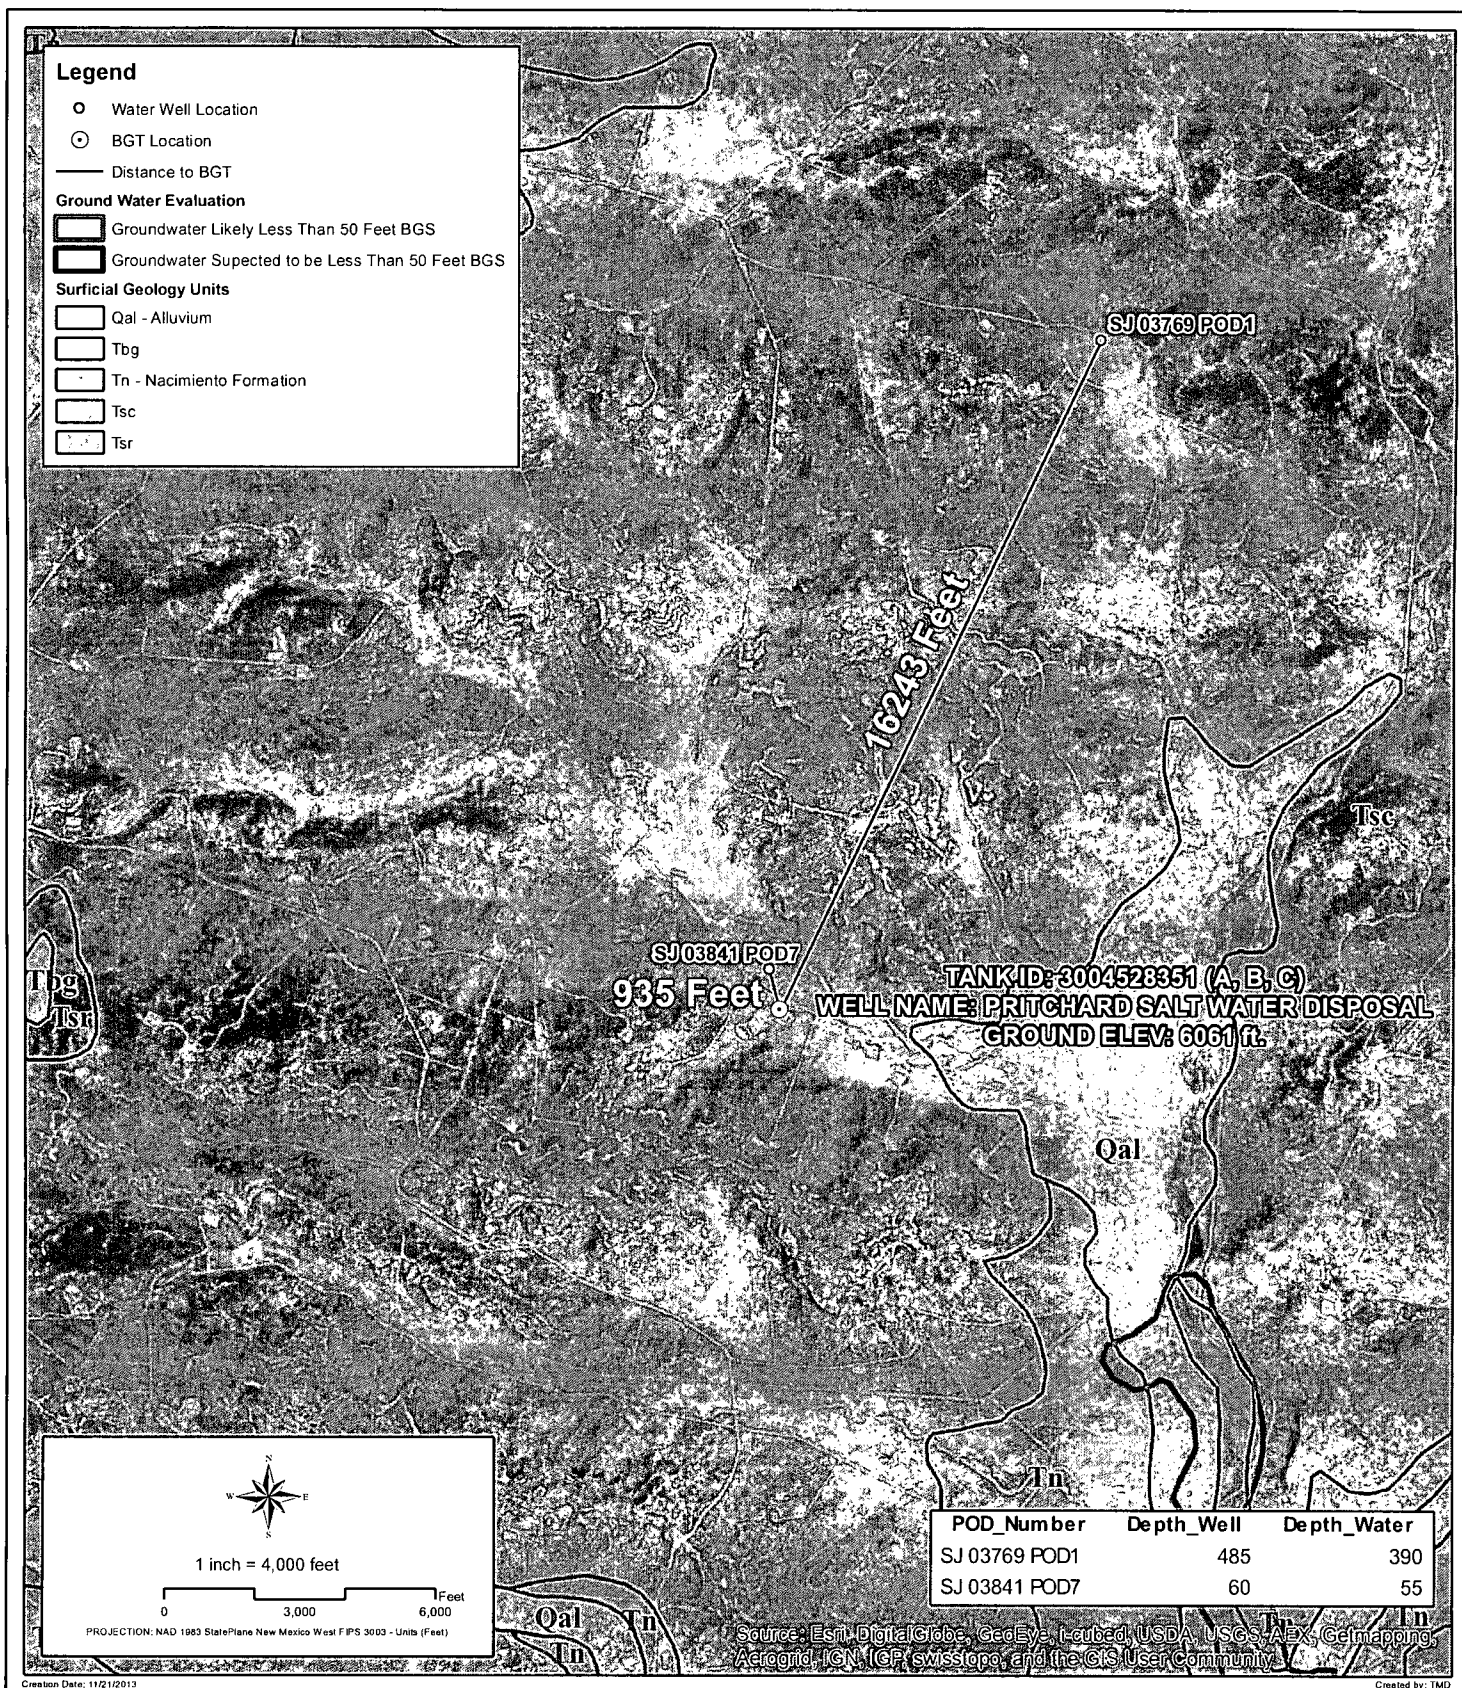 Legend
Water Well Location
BGT Location
Distance to BGT
Ground Water Evaluation
Groundwater Likely Less Than 50 Feet BGS
Groundwater Supected to be Less Than 50 Feet BGS
Surficial Geology Units
Qal - Alluvium
Tbg
Tn - Nacimiento Formation
Tsc
Tsr
SJ 03769 POD1
16243 Feet
Tsc
SJ 03841 POD7
935 Feet
TANK ID: 3004528351 (A, B, C)
WELL NAME: PRITCHARD SALT WATER DISPOSAL
GROUND ELEV: 6061 ft.
Tbg
Tsr
Qal
Tn
N
W E
S
1 inch = 4,000 feet
Feet
0 3,000 6,000
PROJECTION: NAD 1983 StatePlane New Mexico West FIPS 3003 - Units (Feet)
POD_Number Depth_Well Depth_Water
SJ 03769 POD1 485 390
SJ 03841 POD7 60 55
Qal Tn
Tn
Tn
Tn
Source: Esri, DigitalGlobe, GeoEye, i-cubed, USDA, USGS, AEX, Getmapping,
Aerogrid, IGN, IGP, swisstopo, and the GIS User Community
Creation Date: 11/21/2013
Created by: TMD